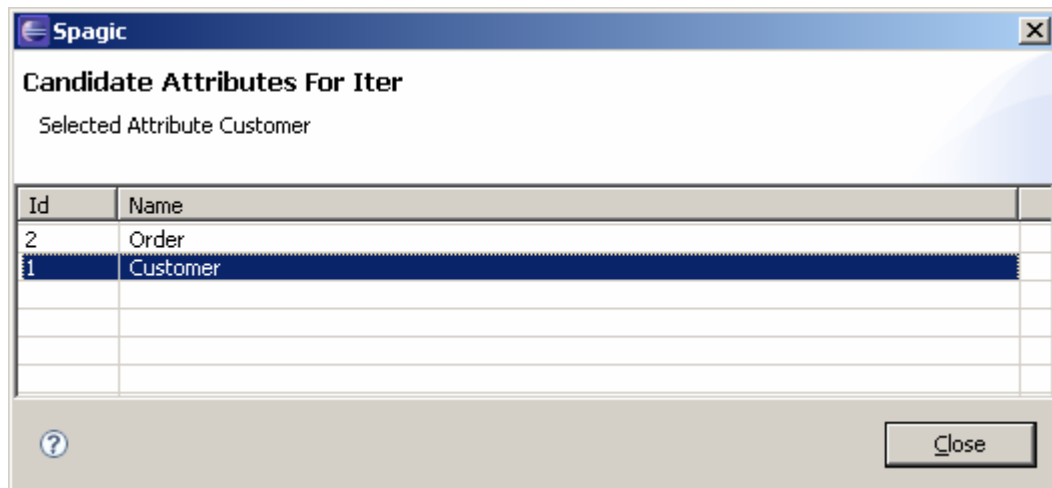 Spagic
Candidate Attributes For Iter
Selected Attribute Customer
Id Name
2 Order
1 Customer
?
Close